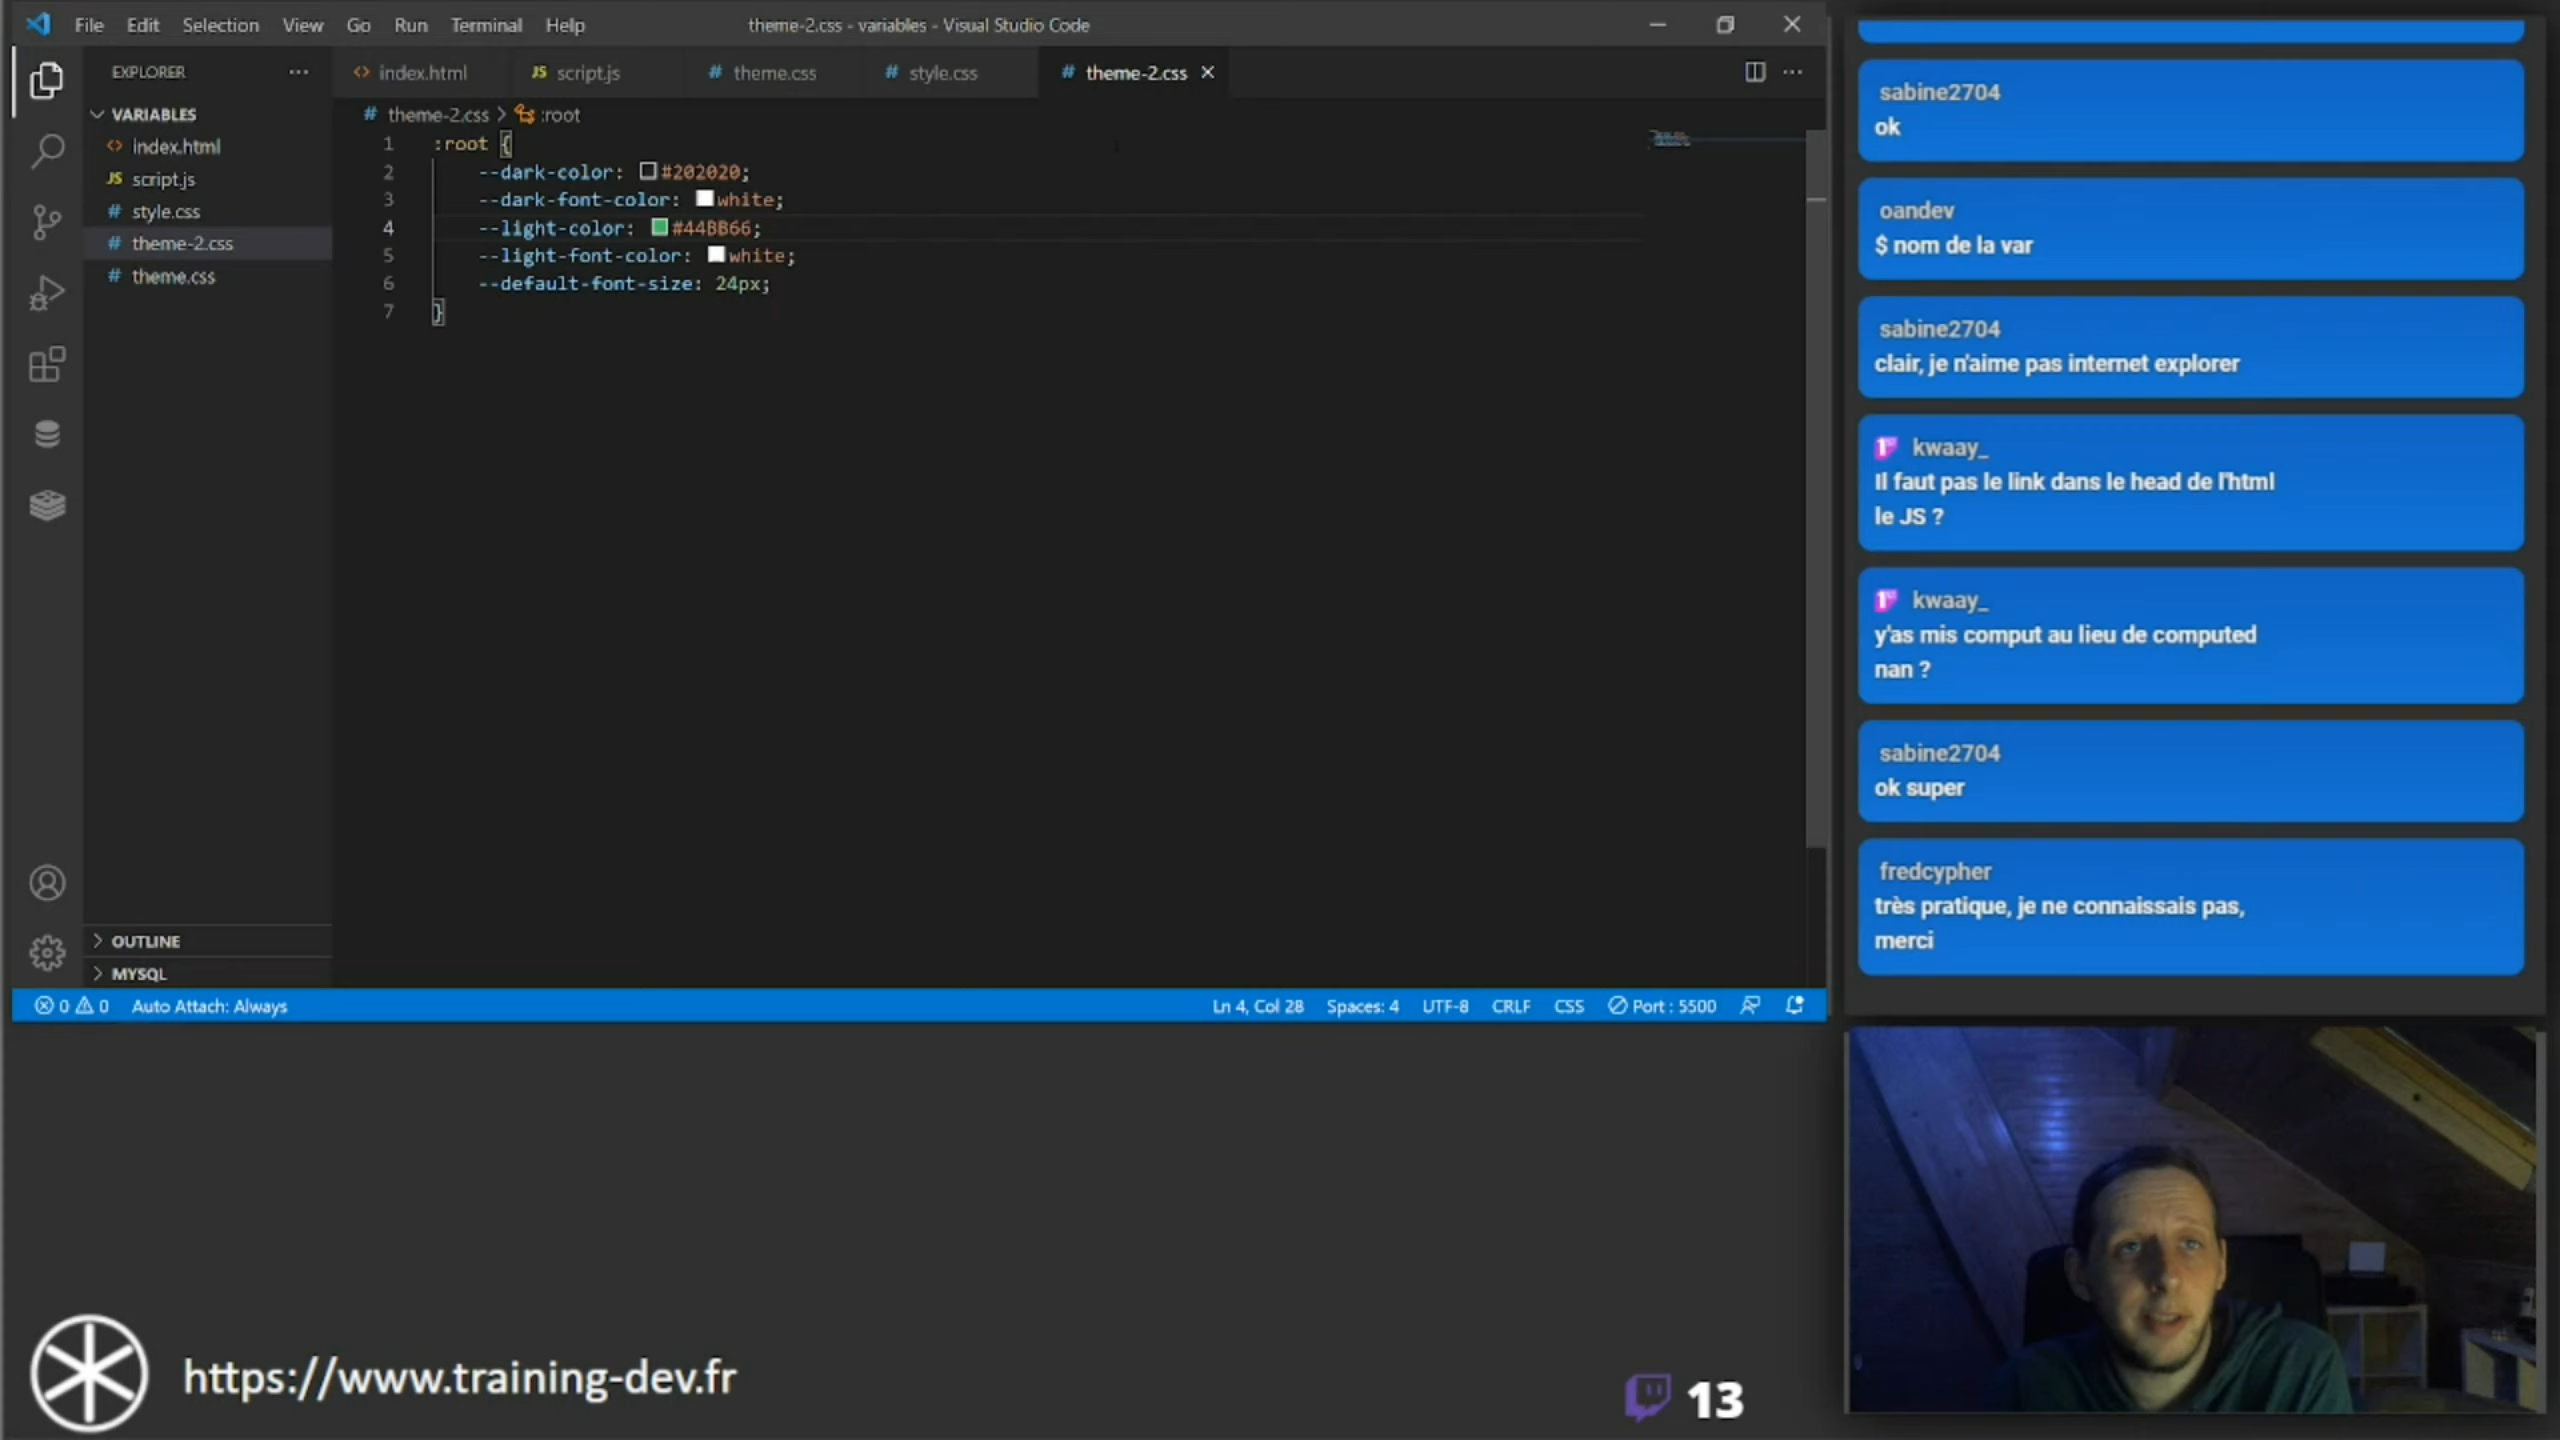 File Edit Selection View Go Run Terminal Help
theme-2.css - variables - Visual Studio Code
EXPLORER
VARIABLES
index.html
script.js
style.css
theme-2.css
theme.css
OUTLINE
MYSQL
index.html JS script.js # theme.css # style.css # theme-2.css
# theme-2.css > :root
1 :root {
2 --dark-color: #202020;
3 --dark-font-color: white;
4 --light-color: #44BB66;
5 --light-font-color: white;
6 --default-font-size: 24px;
7 }
0 0 Auto Attach: Always
Ln 4, Col 28 Spaces: 4 UTF-8 CRLF CSS Port : 5500
sabine2704
ok
oandev
$ nom de la var
sabine2704
clair, je n'aime pas internet explorer
kwaay_
Il faut pas le link dans le head de l'html
le JS ?
kwaay_
y'as mis comput au lieu de computed
nan ?
sabine2704
ok super
fredcypher
très pratique, je ne connaissais pas,
merci
https://www.training-dev.fr
13